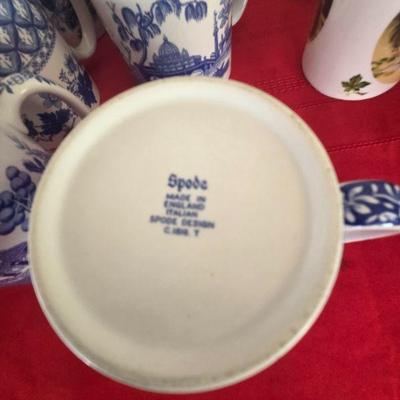 Spode
MADE IN
ENGLAND
ITALIAN
SPODE DESIGN
C.1816. T